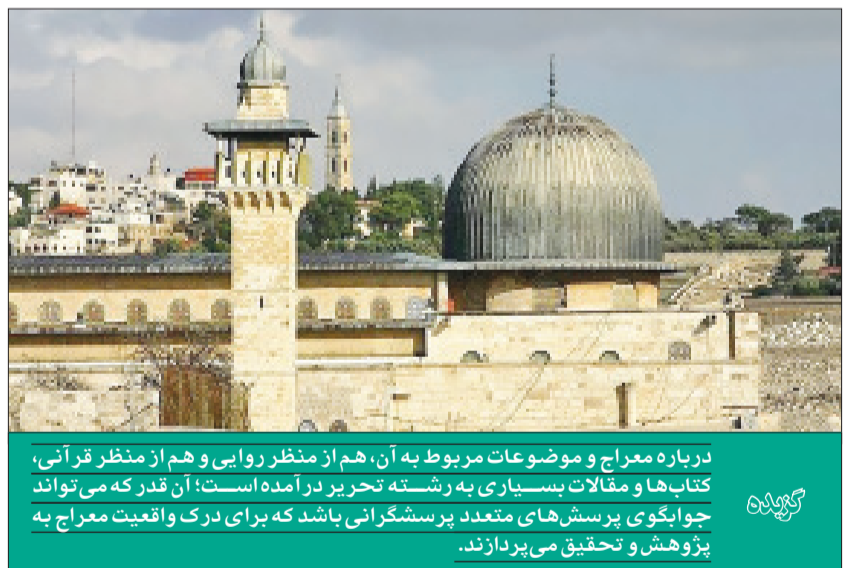 درباره معراج و موضوعات مربوط به آن، هم از منظر روایی و هم از منظر قرآنی،
کتاب‌ها و مقالات بسیاری به رشته تحریر درآمده است؛ آن قدر که می‌تواند
جوابگوی پرسش‌های متعدد پرسشگرانی باشد که برای درک واقعیت معراج به
پژوهش و تحقیق می‌پردازند.
گزیده